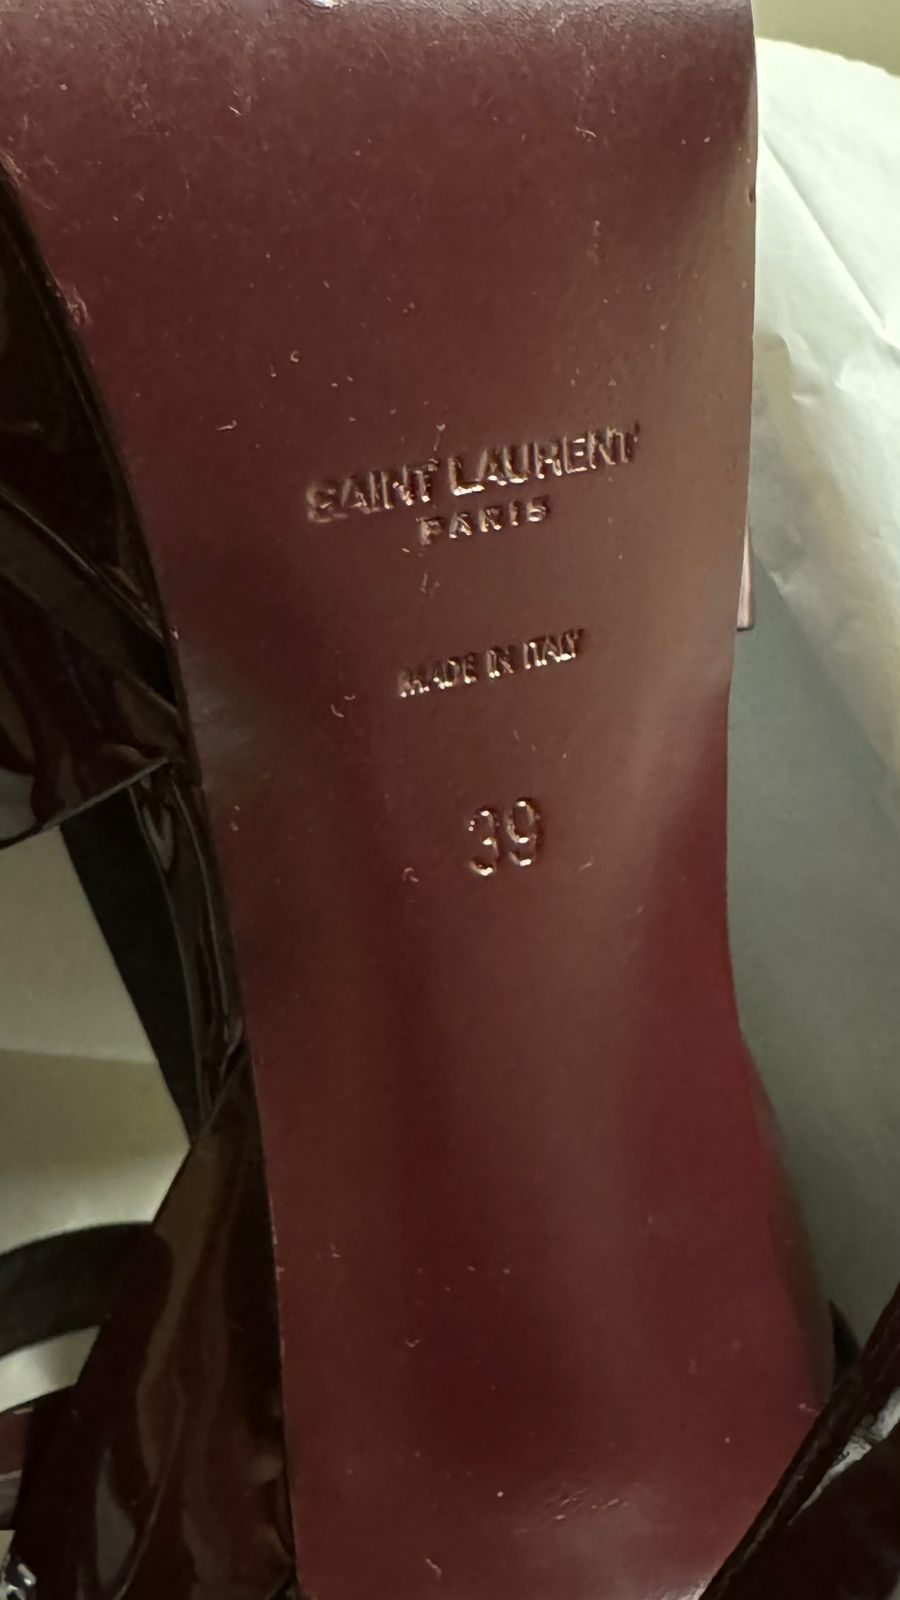 SAINT LAURENT
PARIS
MADE IN ITALY
39